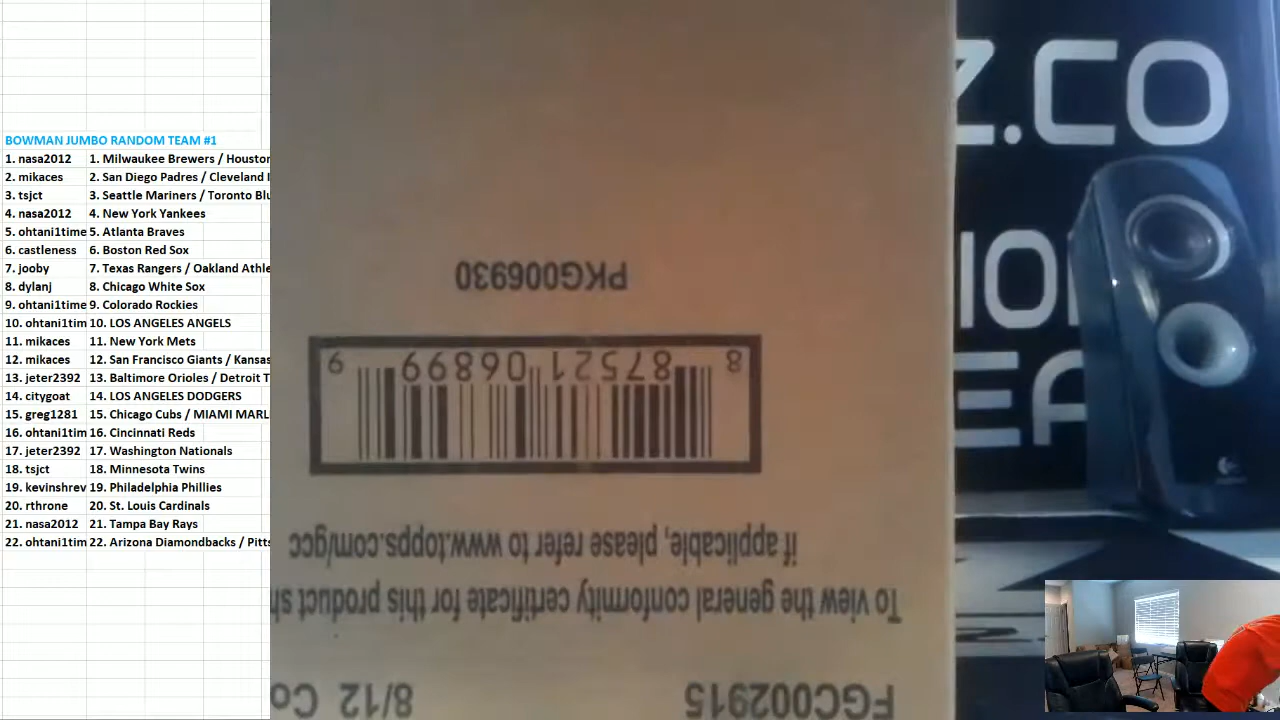 BOWMAN JUMBO RANDOM TEAM #1
1. nasa2012 1. Milwaukee Brewers / Houston
2. mikaces 2. San Diego Padres / Cleveland I
3. tsjct 3. Seattle Mariners / Toronto Blu
4. nasa2012 4. New York Yankees
5. ohtani1time 5. Atlanta Braves
6. castleness 6. Boston Red Sox
7. jooby 7. Texas Rangers / Oakland Athle
8. dylanj 8. Chicago White Sox
9. ohtani1time 9. Colorado Rockies
10. ohtani1tim 10. LOS ANGELES ANGELS
11. mikaces 11. New York Mets
12. mikaces 12. San Francisco Giants / Kansas
13. jeter2392 13. Baltimore Orioles / Detroit T
14. citygoat 14. LOS ANGELES DODGERS
15. greg1281 15. Chicago Cubs / MIAMI MARL
16. ohtani1tim 16. Cincinnati Reds
17. jeter2392 17. Washington Nationals
18. tsjct 18. Minnesota Twins
19. kevinshrev 19. Philadelphia Phillies
20. rthrone 20. St. Louis Cardinals
21. nasa2012 21. Tampa Bay Rays
22. ohtani1tim 22. Arizona Diamondbacks / Pitts
FGC002915 8/12 Co
To view the general conformity certificate for this product sh
if applicable, please refer to www.topps.com/gcc
8 87521 06899 9
PKG006930
Z.CO
ION
EA